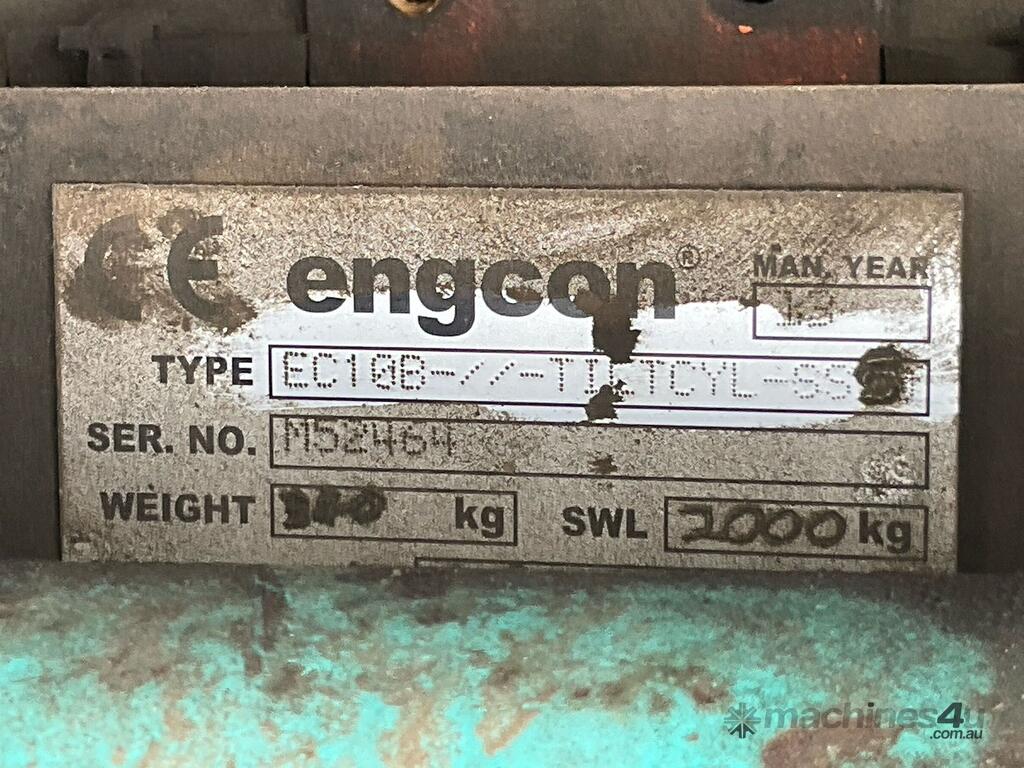 CE engcon® MAN. YEAR
13
TYPE EC10B-//-TILTCYL-SS
SER. NO. M52464
WEIGHT kg SWL 2000 kg
machines4u
.com.au